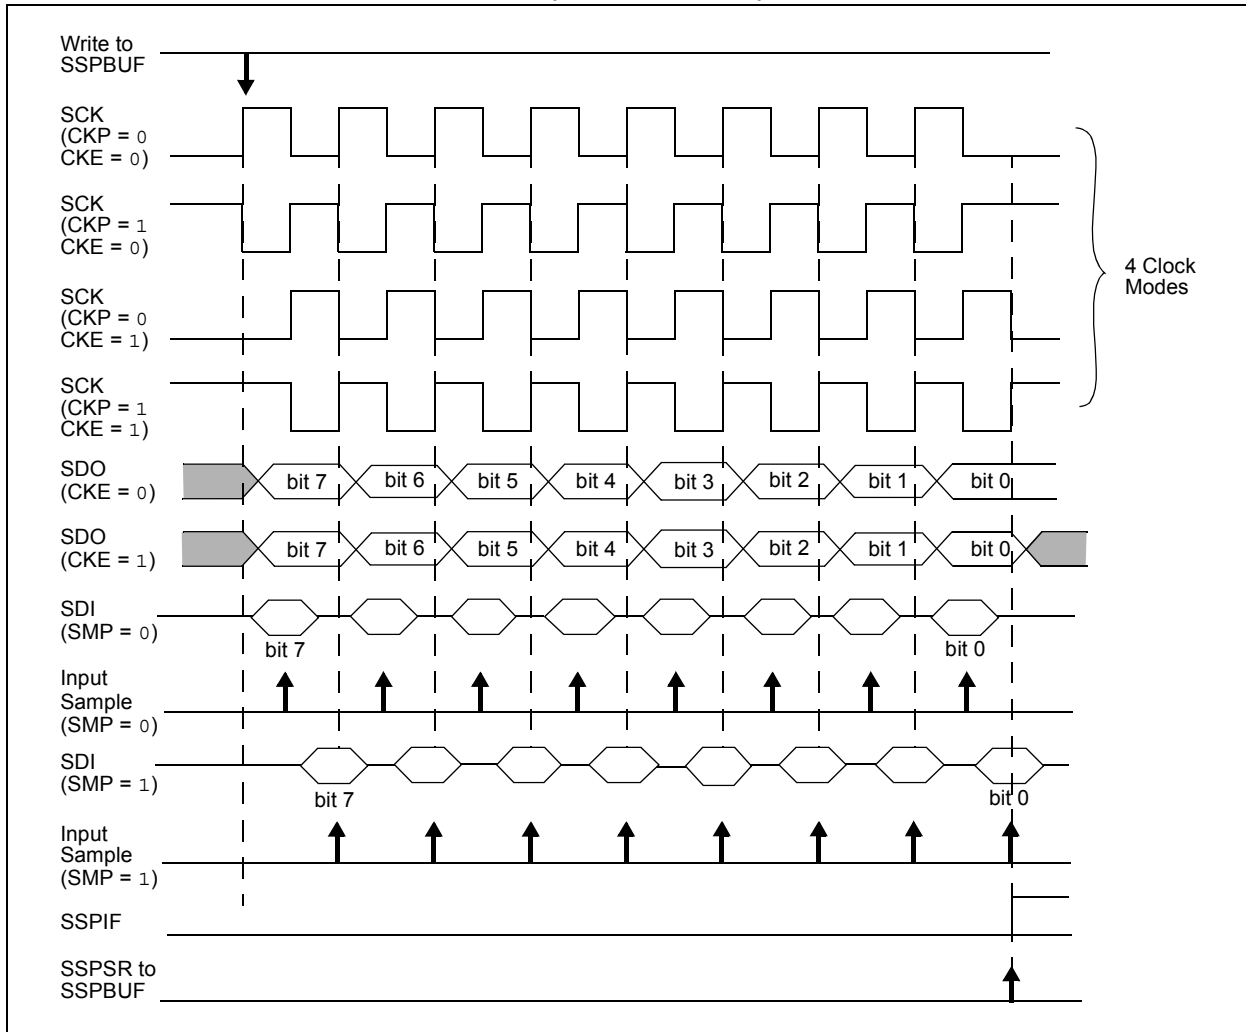 Write to
SSPBUF
SCK
(CKP = 0
CKE = 0)
SCK
(CKP = 1
CKE = 0)
4 Clock
Modes
SCK
(CKP = 0
CKE = 1)
SCK
(CKP = 1
CKE = 1)
SDO
(CKE = 0)
bit 7 bit 6 bit 5 bit 4 bit 3 bit 2 bit 1 bit 0
SDO
(CKE = 1)
bit 7 bit 6 bit 5 bit 4 bit 3 bit 2 bit 1 bit 0
SDI
(SMP = 0)
bit 7 bit 0
Input
Sample
(SMP = 0)
SDI
(SMP = 1)
bit 7 bit 0
Input
Sample
(SMP = 1)
SSPIF
SSPSR to
SSPBUF